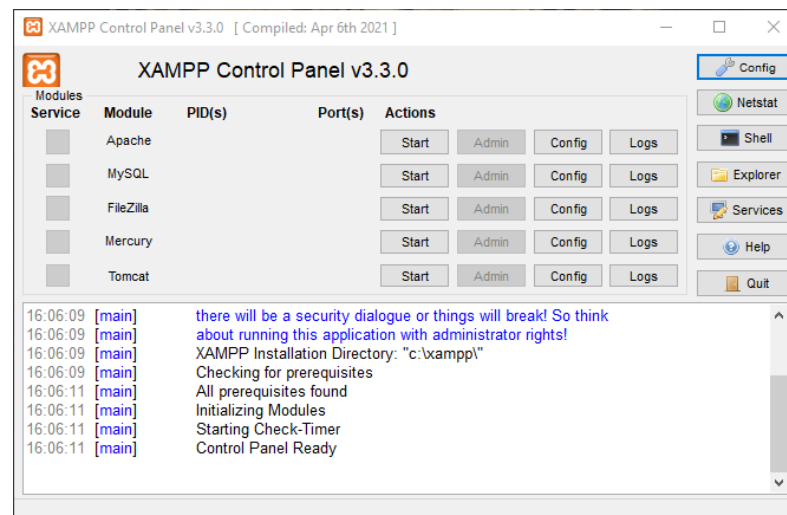 XAMPP Control Panel v3.3.0 [ Compiled: Apr 6th 2021 ]
XAMPP Control Panel v3.3.0
Config
Modules
Service Module PID(s) Port(s) Actions
Netstat
Apache Start Admin Config Logs
Shell
MySQL Start Admin Config Logs
Explorer
FileZilla Start Admin Config Logs
Services
Mercury Start Admin Config Logs
Help
Tomcat Start Admin Config Logs
Quit
16:06:09 [main] there will be a security dialogue or things will break! So think
16:06:09 [main] about running this application with administrator rights!
16:06:09 [main] XAMPP Installation Directory: "c:\xampp\"
16:06:09 [main] Checking for prerequisites
16:06:11 [main] All prerequisites found
16:06:11 [main] Initializing Modules
16:06:11 [main] Starting Check-Timer
16:06:11 [main] Control Panel Ready